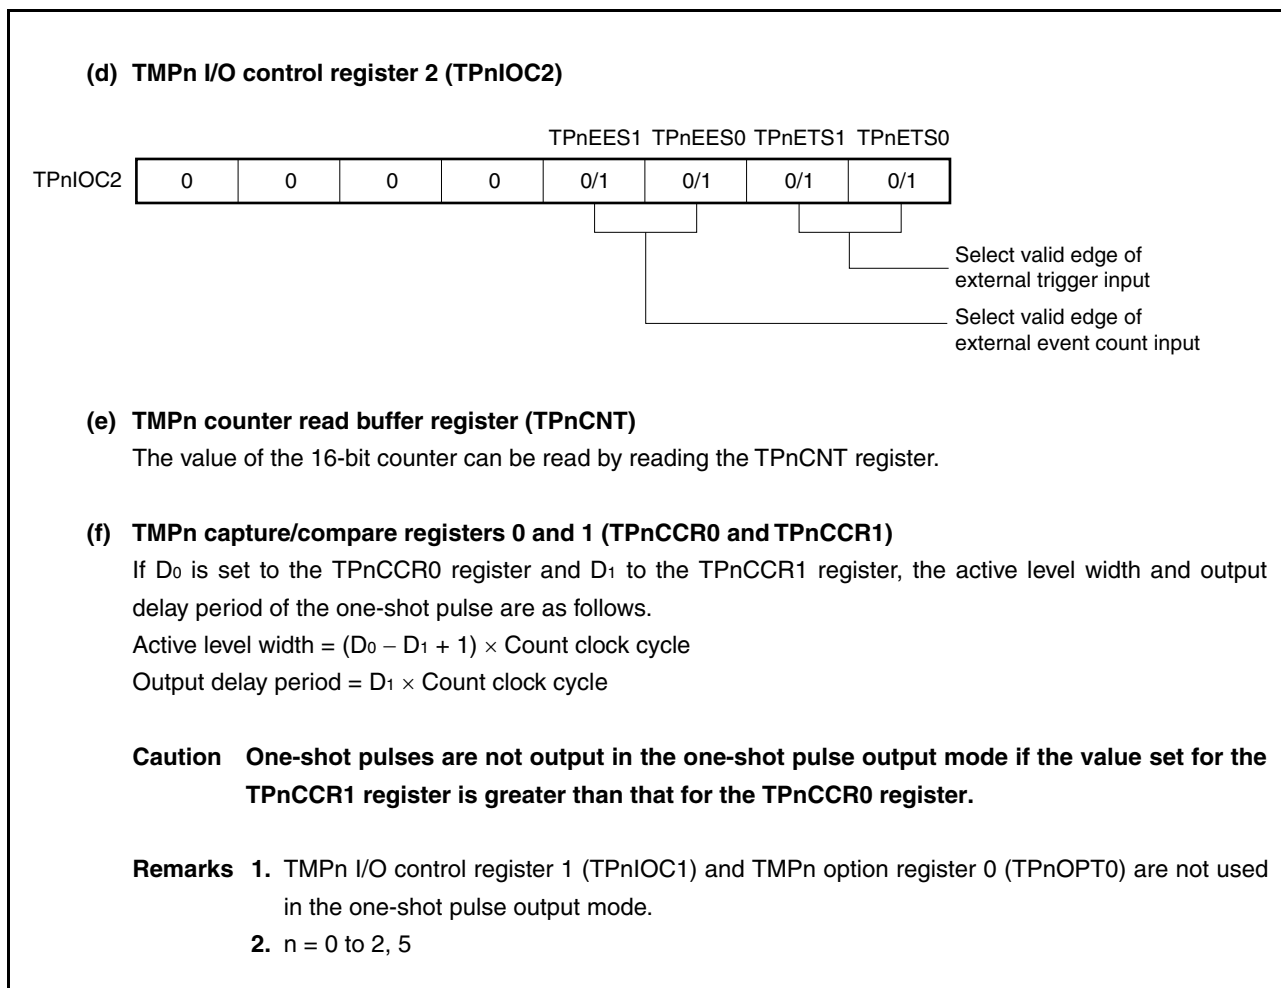 (d) TMPn I/O control register 2 (TPnIOC2)
TPnEES1 TPnEES0 TPnETS1 TPnETS0
TPnIOC2 0 0 0 0 0/1 0/1 0/1 0/1
Select valid edge of
external trigger input
Select valid edge of
external event count input
(e) TMPn counter read buffer register (TPnCNT)
The value of the 16-bit counter can be read by reading the TPnCNT register.
(f) TMPn capture/compare registers 0 and 1 (TPnCCR0 and TPnCCR1)
If D0 is set to the TPnCCR0 register and D1 to the TPnCCR1 register, the active level width and output
delay period of the one-shot pulse are as follows.
Active level width = (D0 − D1 + 1) × Count clock cycle
Output delay period = D1 × Count clock cycle
Caution One-shot pulses are not output in the one-shot pulse output mode if the value set for the
TPnCCR1 register is greater than that for the TPnCCR0 register.
Remarks 1. TMPn I/O control register 1 (TPnIOC1) and TMPn option register 0 (TPnOPT0) are not used
in the one-shot pulse output mode.
2. n = 0 to 2, 5